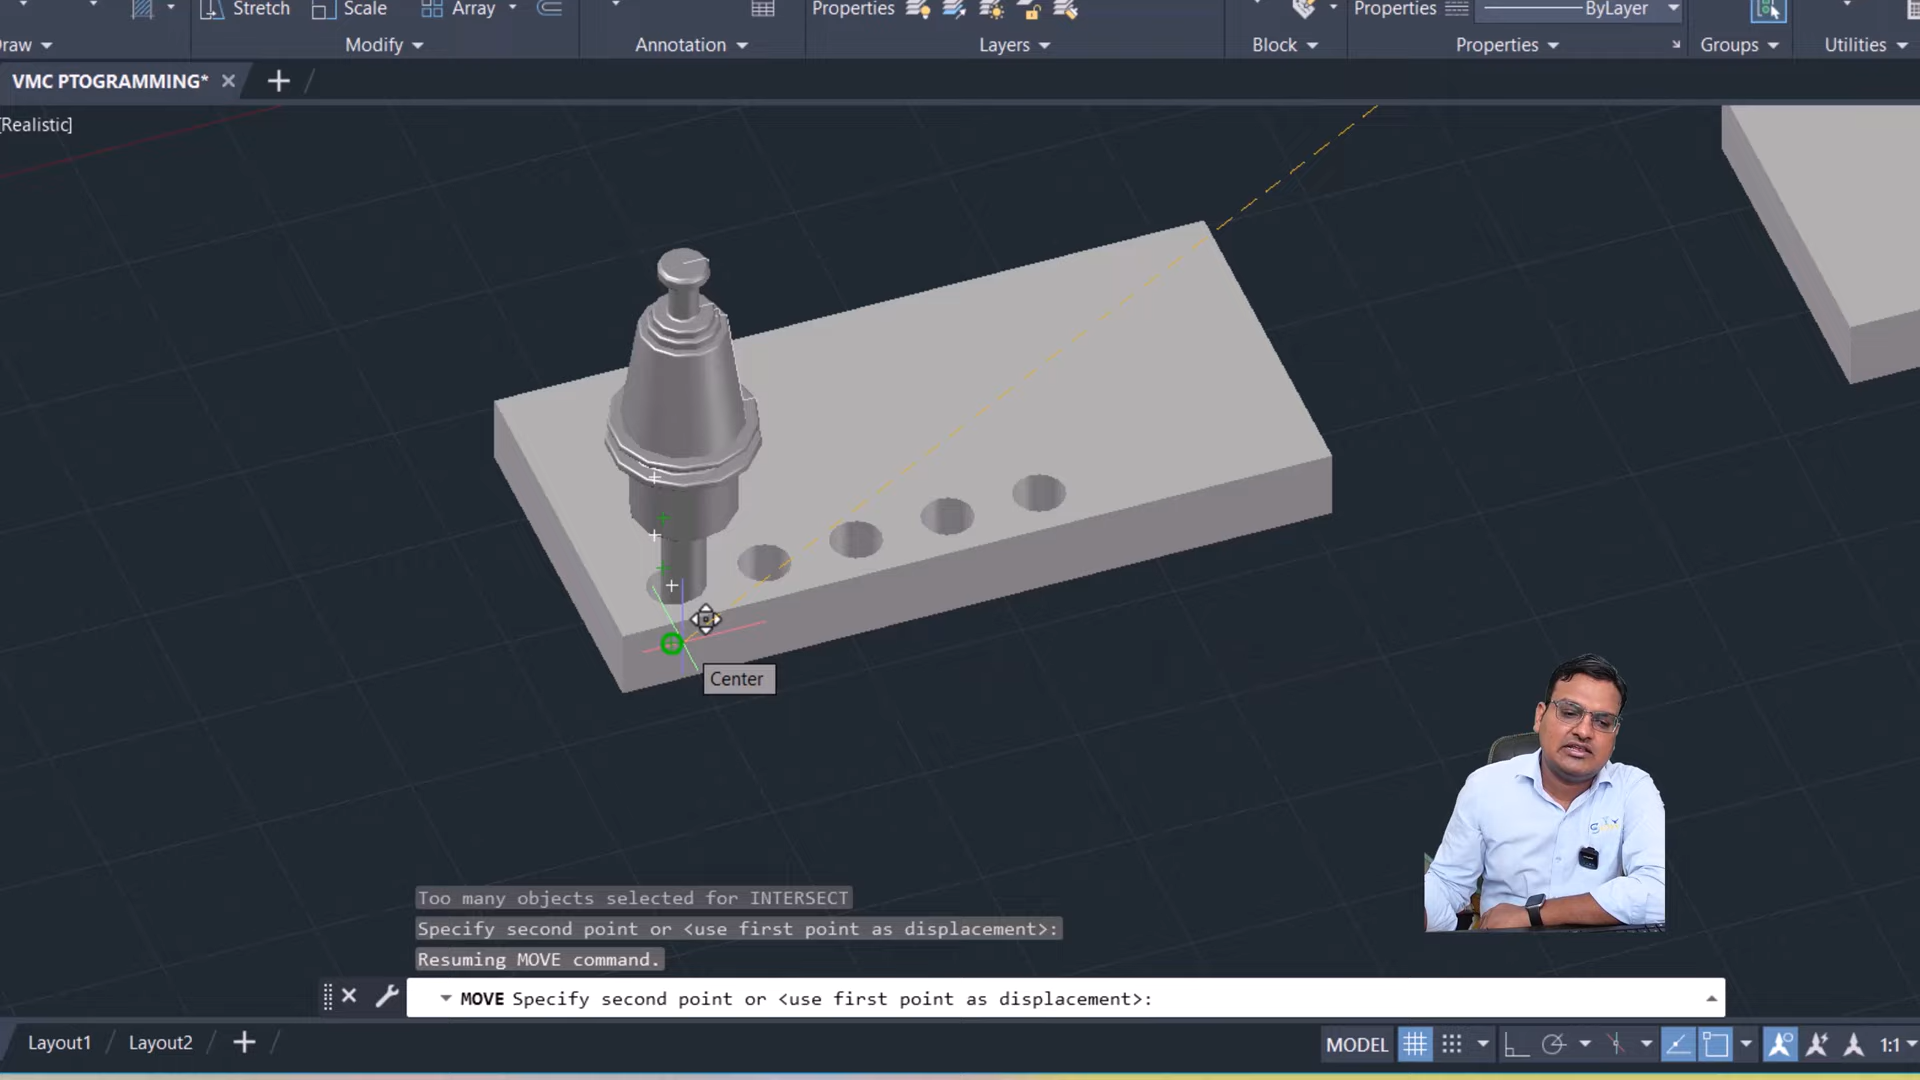 Stretch Scale Array Properties Properties ByLayer
raw Modify Annotation Layers Block Properties Groups Utilities
VMC PTOGRAMMING*
[Realistic]
Center
Too many objects selected for INTERSECT
Specify second point or <use first point as displacement>:
Resuming MOVE command.
MOVE Specify second point or <use first point as displacement>:
Layout1 Layout2 MODEL 1:1